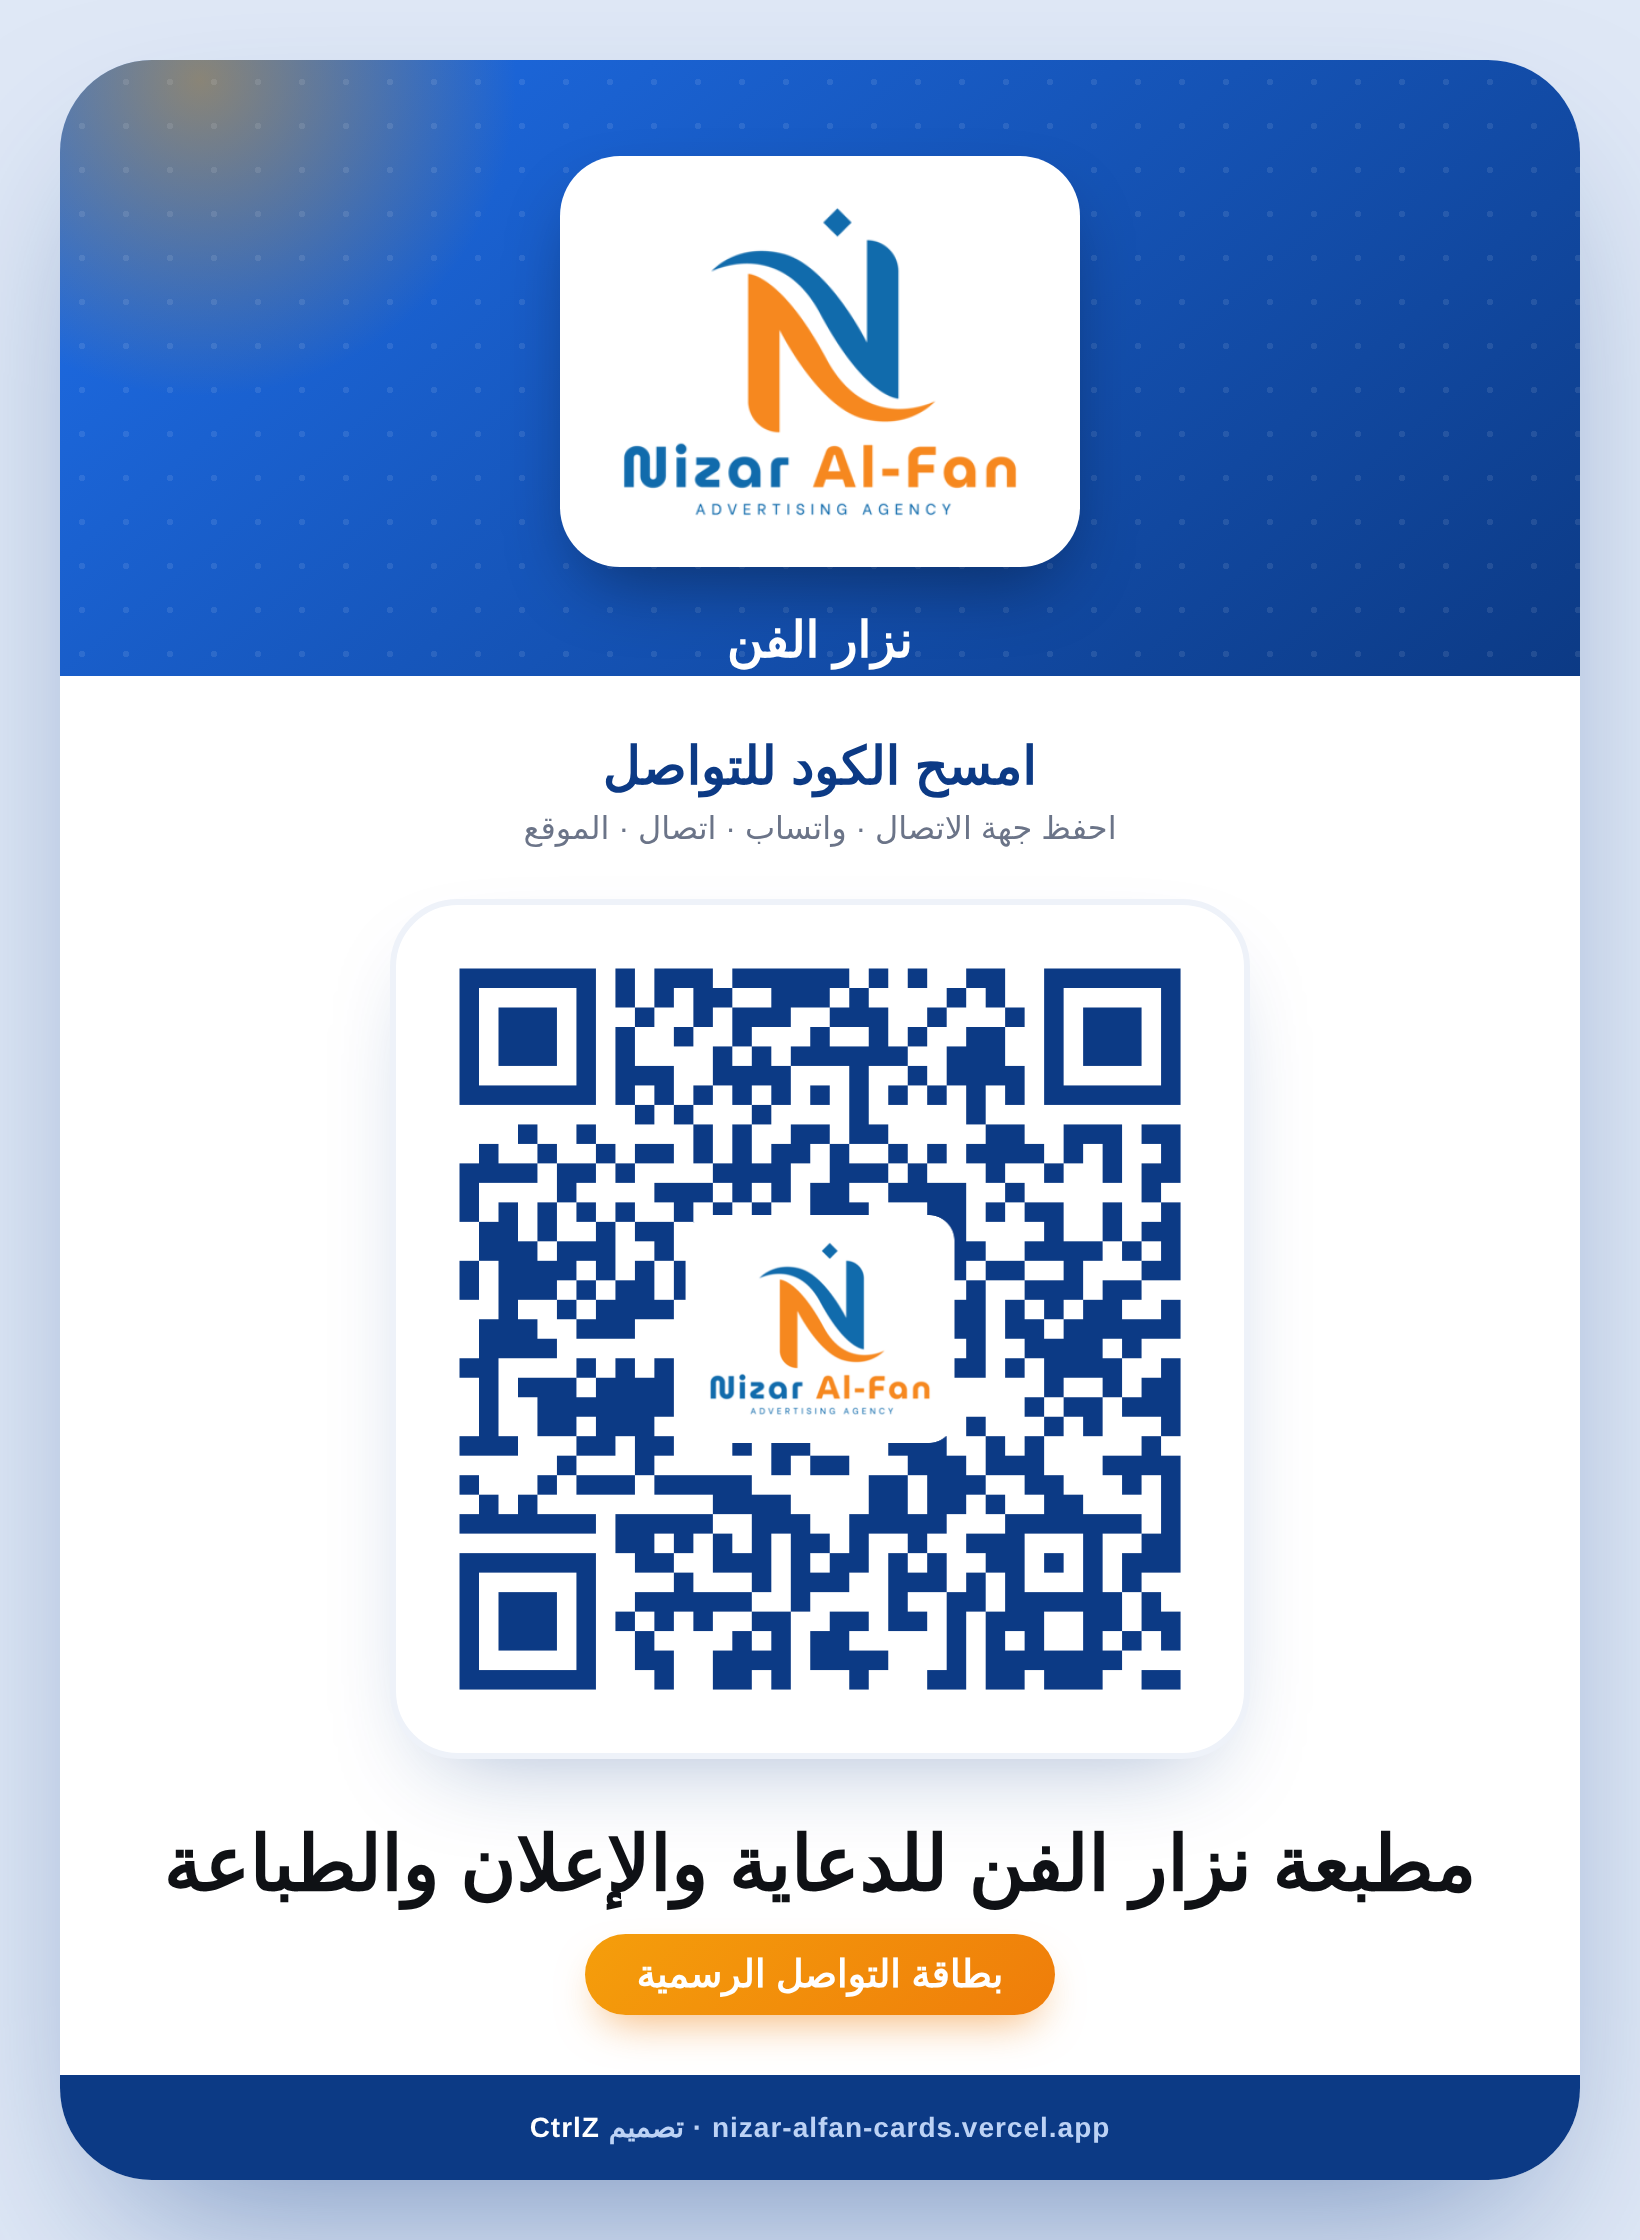 Nizar Al-Fan
ADVERTISING AGENCY
نزار الفن
امسح الكود للتواصل
احفظ جهة الاتصال · واتساب · اتصال · الموقع
Nizar Al-Fan
ADVERTISING AGENCY
مطبعة نزار الفن للدعاية والإعلان والطباعة
بطاقة التواصل الرسمية
nizar-alfan-cards.vercel.app · تصميم CtrlZ